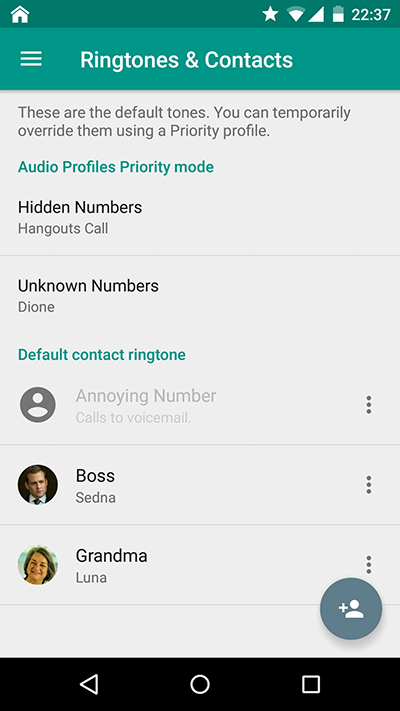 22:37
Ringtones & Contacts
These are the default tones. You can temporarily
override them using a Priority profile.
Audio Profiles Priority mode
Hidden Numbers
Hangouts Call
Unknown Numbers
Dione
Default contact ringtone
Annoying Number
Calls to voicemail.
Boss
Sedna
Grandma
Luna